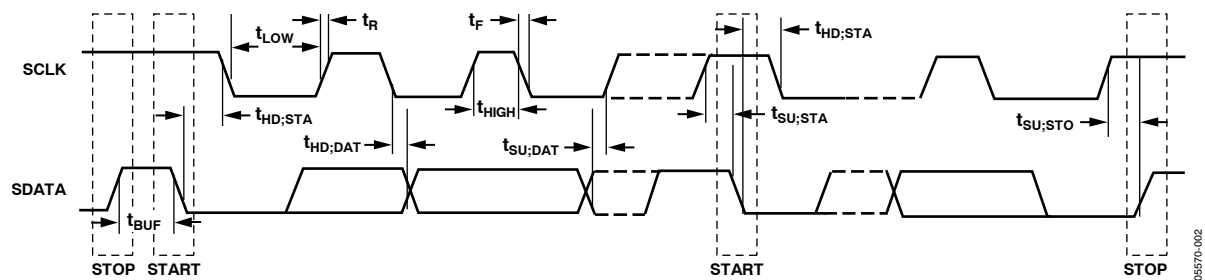 tR
tF
tLOW
tHD;STA
SCLK
tHD;STA
tHIGH
tSU;STA
tHD;DAT
tSU;DAT
tSU;STO
SDATA
tBUF
STOP START START STOP
05570-002